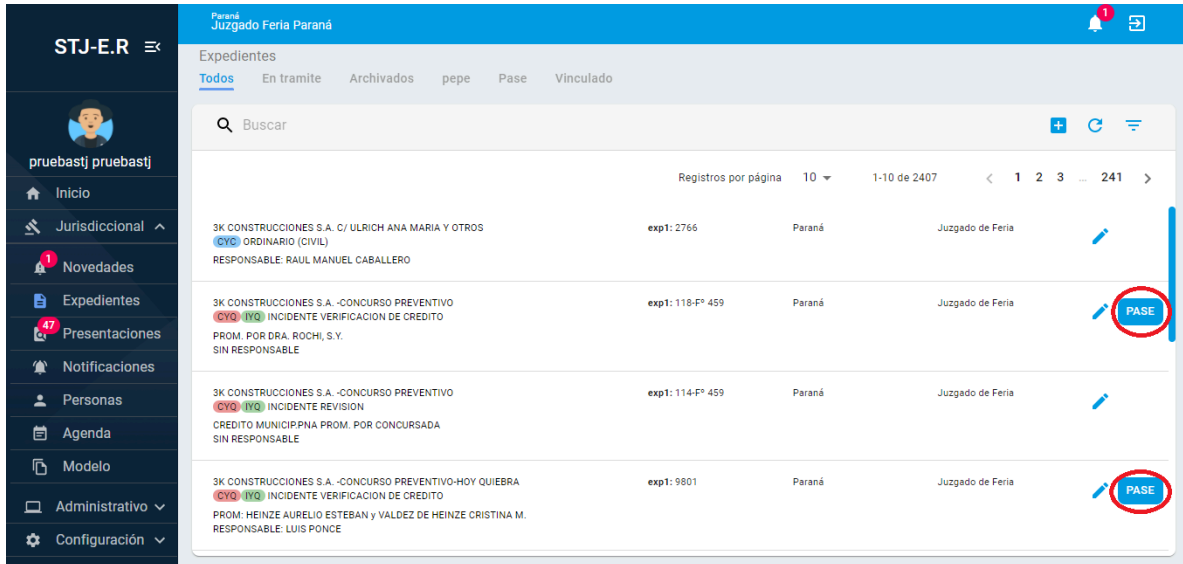 STJ-E.R
Paraná
Juzgado Feria Paraná
1
pruebastj pruebastj
Inicio
Jurisdiccional
1
Novedades
Expedientes
47
Presentaciones
Notificaciones
Personas
Agenda
Modelo
Administrativo
Configuración
Expedientes
Todos En tramite Archivados pepe Pase Vinculado
Buscar
Registros por página 10 1-10 de 2407 1 2 3 ... 241
3K CONSTRUCCIONES S.A. C/ ULRICH ANA MARIA Y OTROS exp1: 2766 Paraná Juzgado de Feria
CYC ORDINARIO (CIVIL)
RESPONSABLE: RAUL MANUEL CABALLERO
3K CONSTRUCCIONES S.A. -CONCURSO PREVENTIVO exp1: 118-Fº 459 Paraná Juzgado de Feria PASE
CYQ IYQ INCIDENTE VERIFICACION DE CREDITO
PROM. POR DRA. ROCHI, S.Y.
SIN RESPONSABLE
3K CONSTRUCCIONES S.A. -CONCURSO PREVENTIVO exp1: 114-Fº 459 Paraná Juzgado de Feria
CYQ IYQ INCIDENTE REVISION
CREDITO MUNICIP.PNA PROM. POR CONCURSADA
SIN RESPONSABLE
3K CONSTRUCCIONES S.A. -CONCURSO PREVENTIVO-HOY QUIEBRA exp1: 9801 Paraná Juzgado de Feria PASE
CYQ IYQ INCIDENTE VERIFICACION DE CREDITO
PROM: HEINZE AURELIO ESTEBAN y VALDEZ DE HEINZE CRISTINA M.
RESPONSABLE: LUIS PONCE